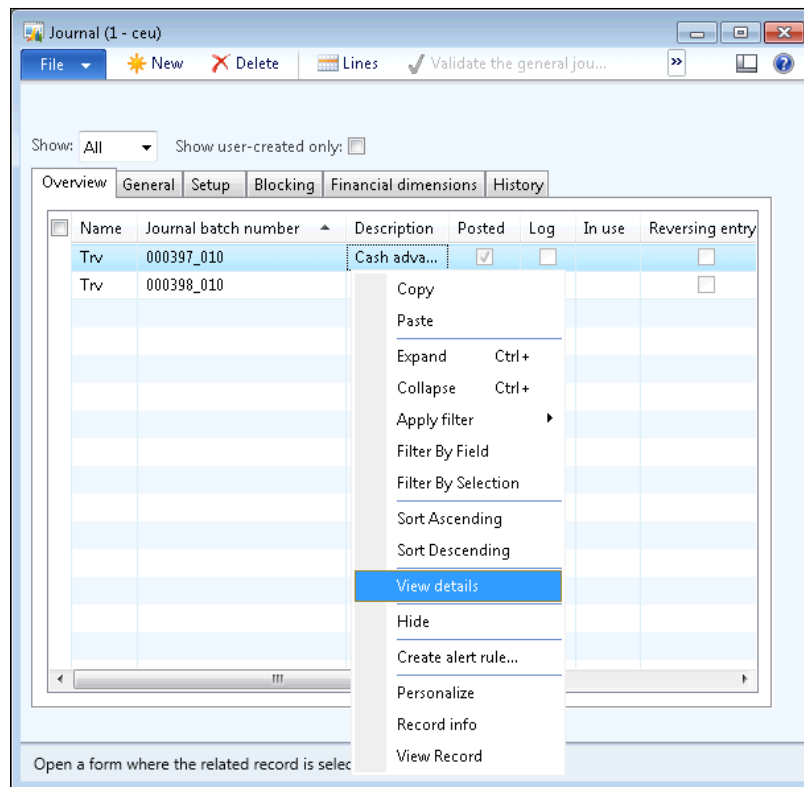 Journal (1 - ceu)
File New Delete Lines Validate the general jou... »
Show: All Show user-created only:
Overview General Setup Blocking Financial dimensions History
Name Journal batch number Description Posted Log In use Reversing entry
Trv 000397_010 Cash adva...
Trv 000398_010
Copy
Paste
Expand Ctrl+
Collapse Ctrl+
Apply filter
Filter By Field
Filter By Selection
Sort Ascending
Sort Descending
View details
Hide
Create alert rule...
Personalize
Record info
View Record
Open a form where the related record is selec